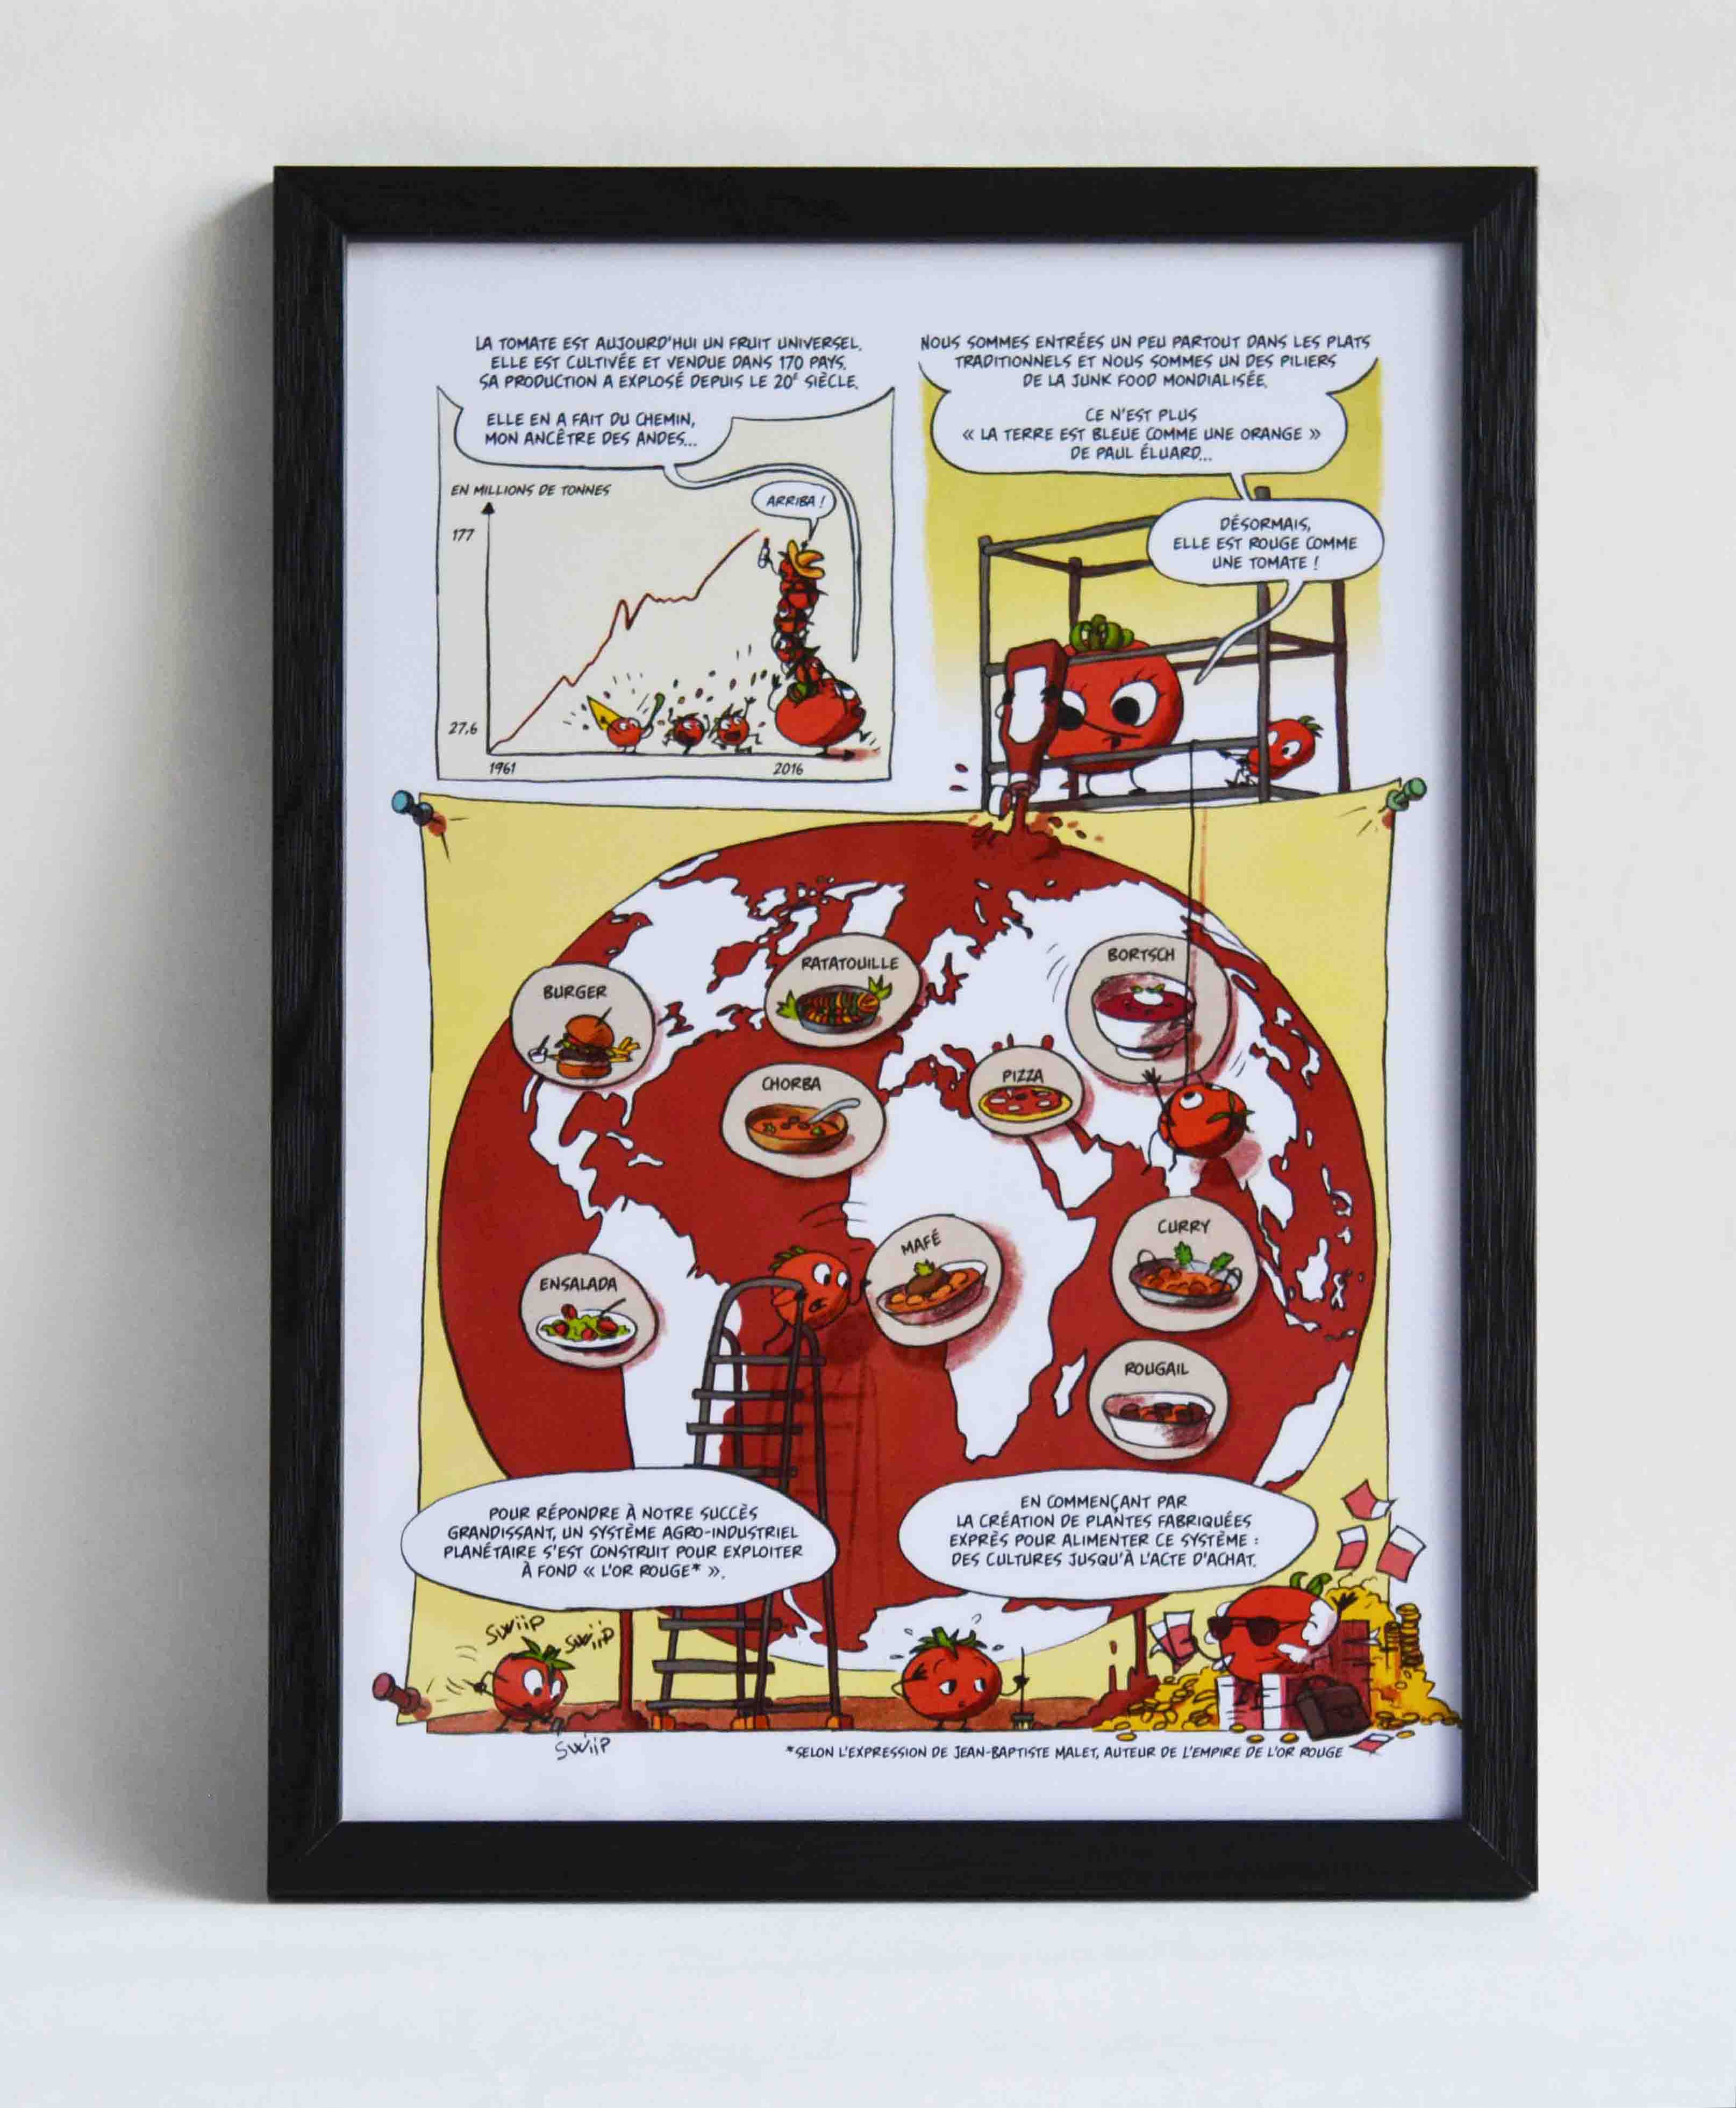 LA TOMATE EST AUJOURD'HUI UN FRUIT UNIVERSEL.
ELLE EST CULTIVÉE ET VENDUE DANS 170 PAYS.
SA PRODUCTION A EXPLOSÉ DEPUIS LE 20E SIÈCLE.
ELLE EN A FAIT DU CHEMIN,
MON ANCÊTRE DES ANDES...
EN MILLIONS DE TONNES
ARRIBA !
177
27,6
1961
2016
NOUS SOMMES ENTRÉES UN PEU PARTOUT DANS LES PLATS
TRADITIONNELS ET NOUS SOMMES UN DES PILIERS
DE LA JUNK FOOD MONDIALISÉE.
CE N'EST PLUS
« LA TERRE EST BLEUE COMME UNE ORANGE »
DE PAUL ÉLUARD...
DÉSORMAIS,
ELLE EST ROUGE COMME
UNE TOMATE !
BURGER
RATATOUILLE
BORTSCH
CHORBA
PIZZA
ENSALADA
MAFÉ
CURRY
ROUGAIL
POUR RÉPONDRE À NOTRE SUCCÈS
GRANDISSANT, UN SYSTÈME AGRO-INDUSTRIEL
PLANÉTAIRE S'EST CONSTRUIT POUR EXPLOITER
À FOND « L'OR ROUGE* ».
EN COMMENÇANT PAR
LA CRÉATION DE PLANTES FABRIQUÉES
EXPRÈS POUR ALIMENTER CE SYSTÈME :
DES CULTURES JUSQU'À L'ACTE D'ACHAT.
SWIIP
SWIIP
SWIIP
*SELON L'EXPRESSION DE JEAN-BAPTISTE MALET, AUTEUR DE L'EMPIRE DE L'OR ROUGE